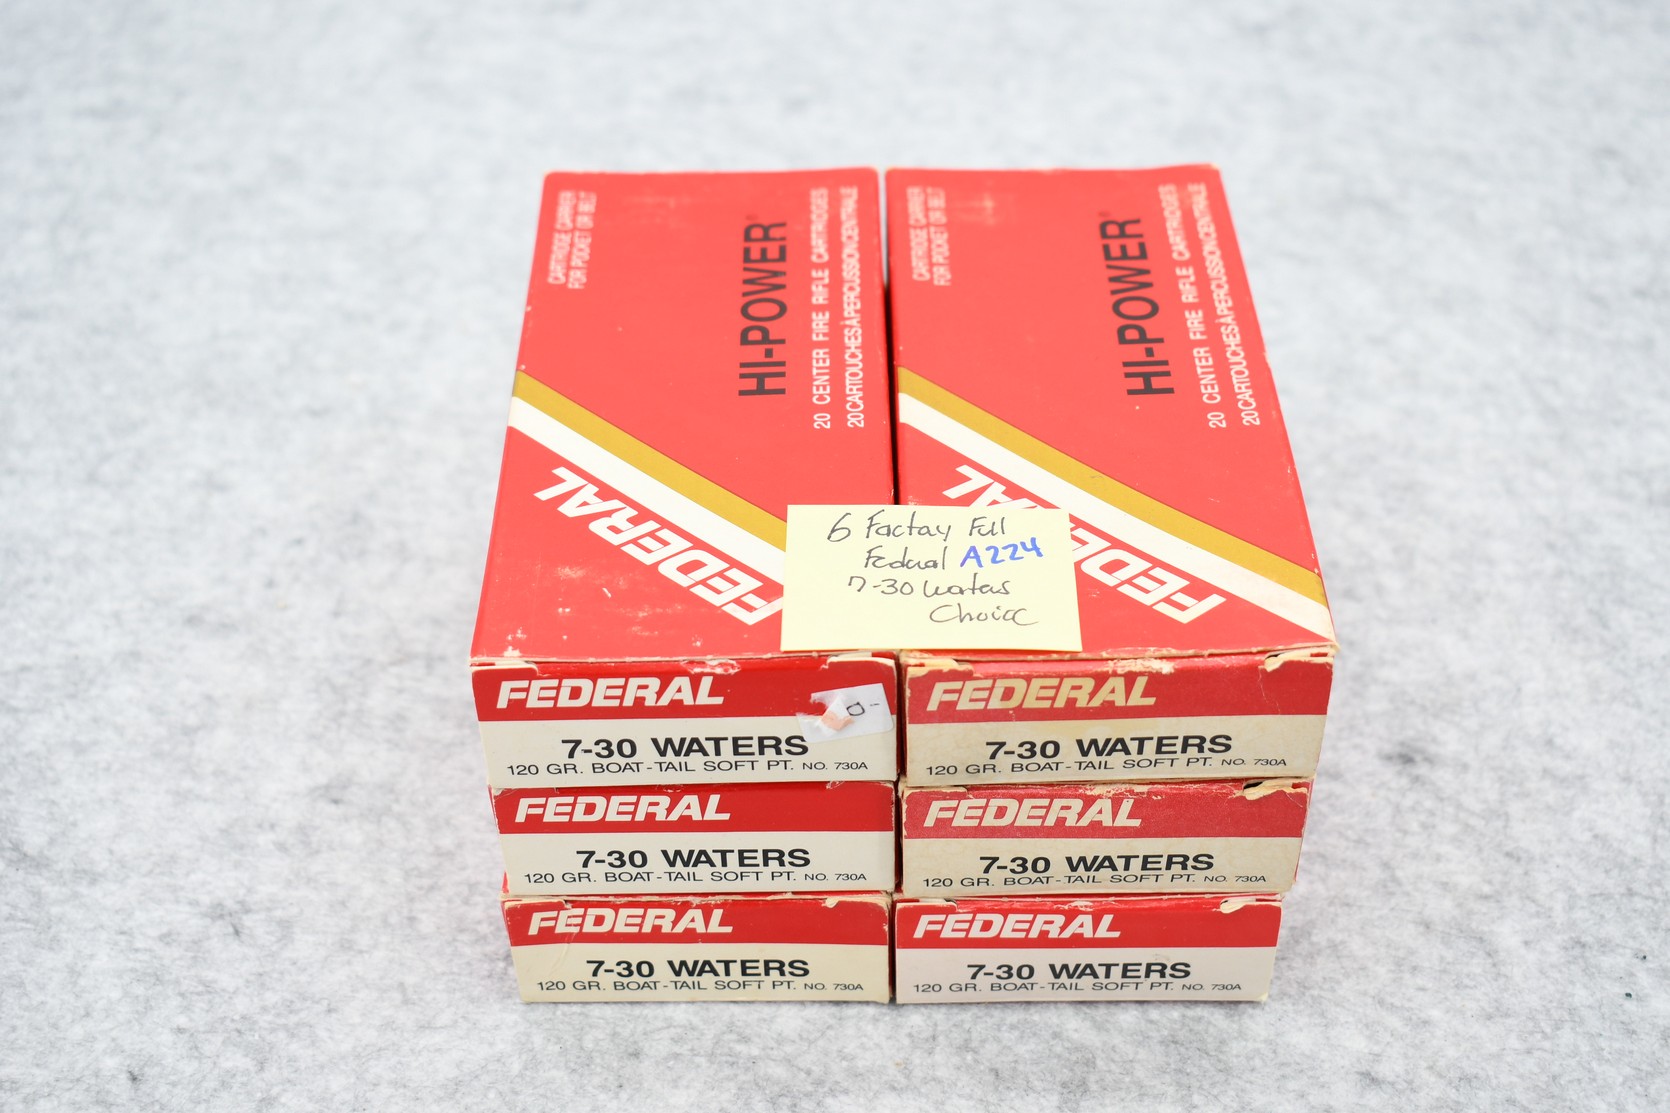 CARTRIDGE CARRIER
FOR POCKET OR BELT
HI-POWER®
20 CENTER FIRE RIFLE CARTRIDGES
20 CARTOUCHES À PERCUSSION CENTRALE
FEDERAL
CARTRIDGE CARRIER
FOR POCKET OR BELT
HI-POWER®
20 CENTER FIRE RIFLE CARTRIDGES
20 CARTOUCHES À PERCUSSION CENTRALE
FEDERAL
6 Factory Full
Federal A224
7-30 Waters
Choice
FEDERAL
7-30 WATERS
120 GR. BOAT-TAIL SOFT PT. NO. 730A
FEDERAL
7-30 WATERS
120 GR. BOAT-TAIL SOFT PT. NO. 730A
FEDERAL
7-30 WATERS
120 GR. BOAT-TAIL SOFT PT. NO. 730A
FEDERAL
7-30 WATERS
120 GR. BOAT-TAIL SOFT PT. NO. 730A
FEDERAL
7-30 WATERS
120 GR. BOAT-TAIL SOFT PT. NO. 730A
FEDERAL
7-30 WATERS
120 GR. BOAT-TAIL SOFT PT. NO. 730A